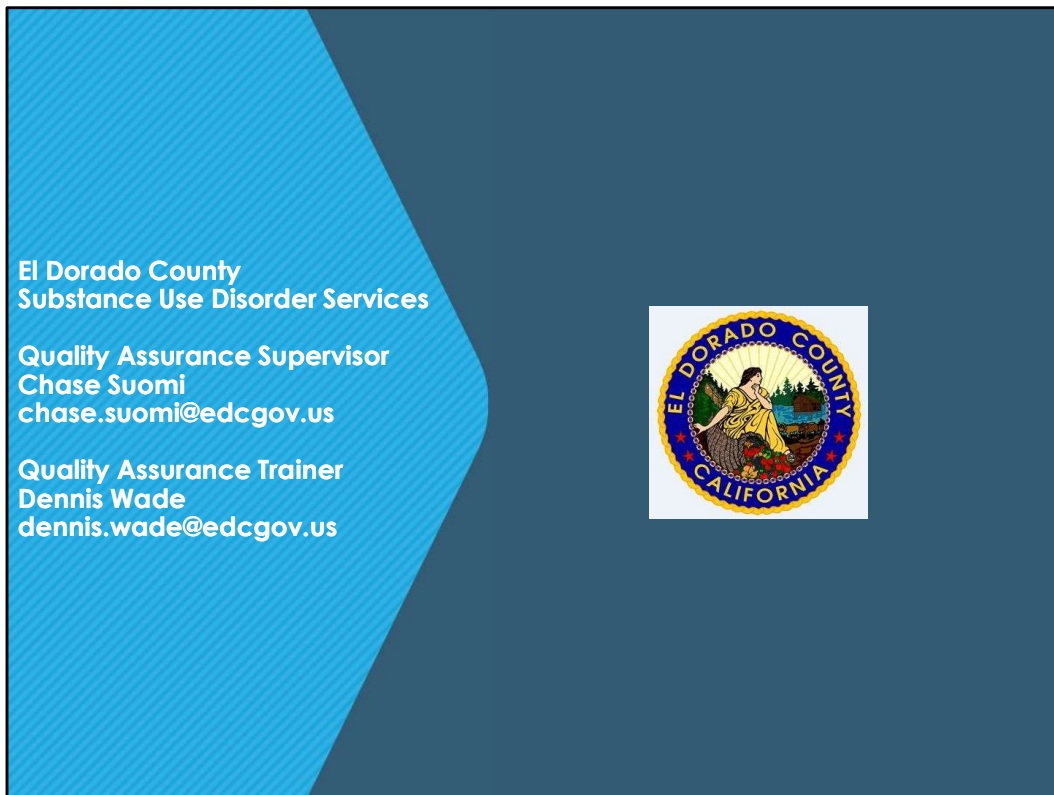 El Dorado County
Substance Use Disorder Services
Quality Assurance Supervisor
Chase Suomi
chase.suomi@edcgov.us
Quality Assurance Trainer
Dennis Wade
dennis.wade@edcgov.us
EL DORADO COUNTY
CALIFORNIA